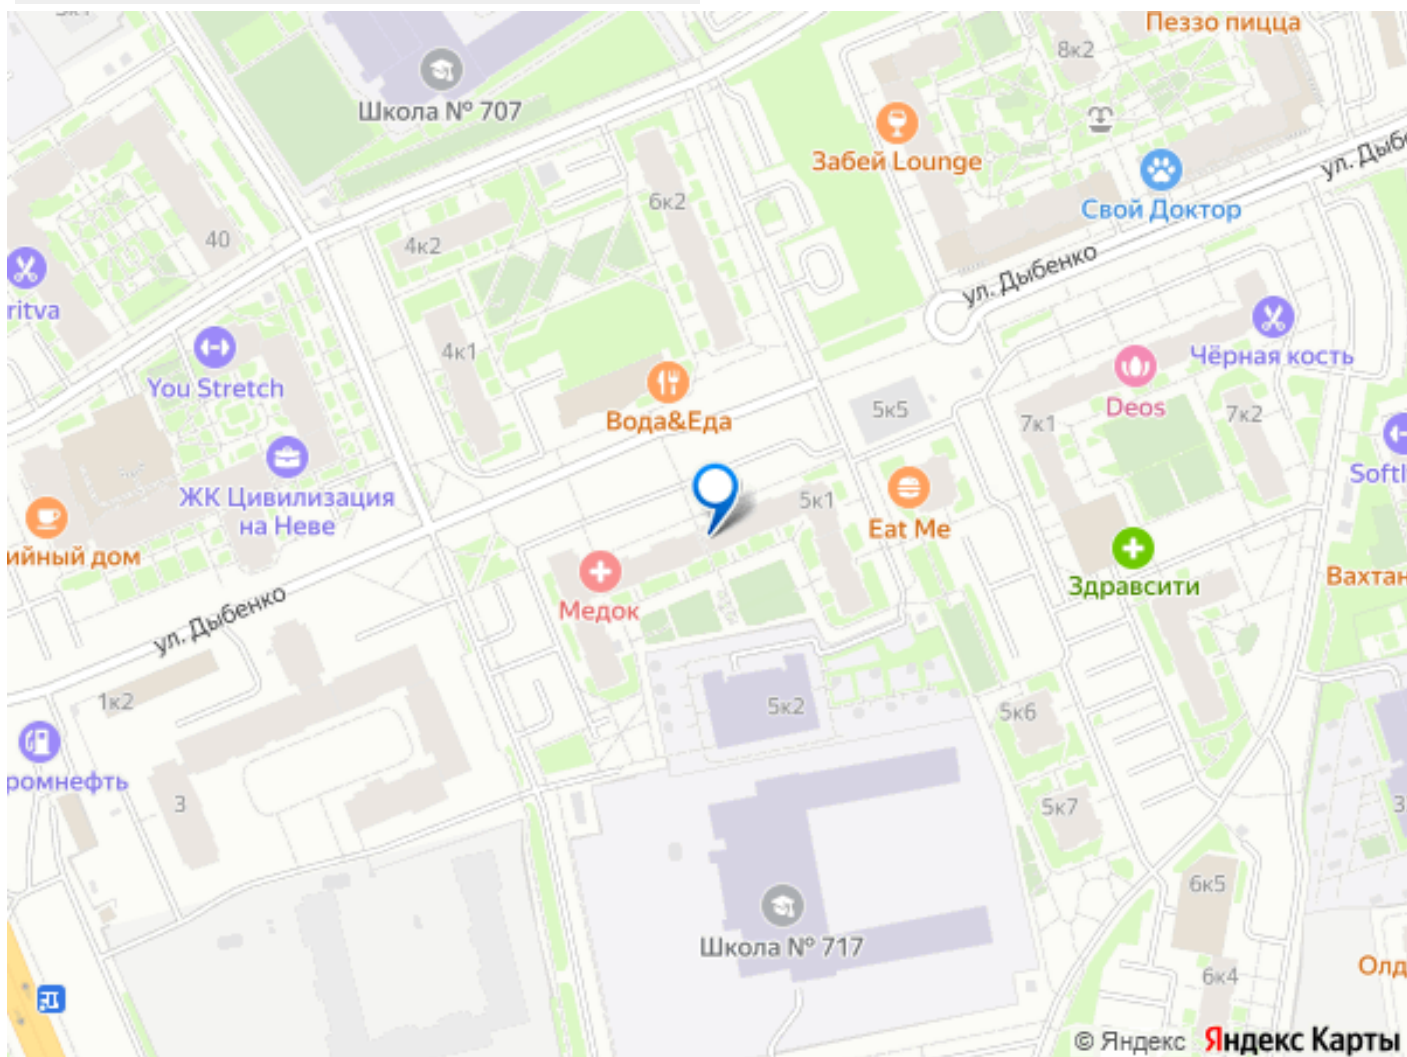 Пеззо пицца
8к2
Школа № 707
Забей Lounge
ул. Дыбе
Свой Доктор
6к2
40
4к2
ул. Дыбенко
ritva
4к1
You Stretch
Чёрная кость
Deos
5к5
7к1
7к2
Вода&Еда
Softl
ЖК Цивилизация
на Неве
5к1
Eat Me
ийный дом
Медок
Здравсити
Вахтан
ул. Дыбенко
1к2
5к2
5к6
ромнефть
3
5к7
3
6к5
Школа № 717
Олд
6к4
© Яндекс Яндекс Карты